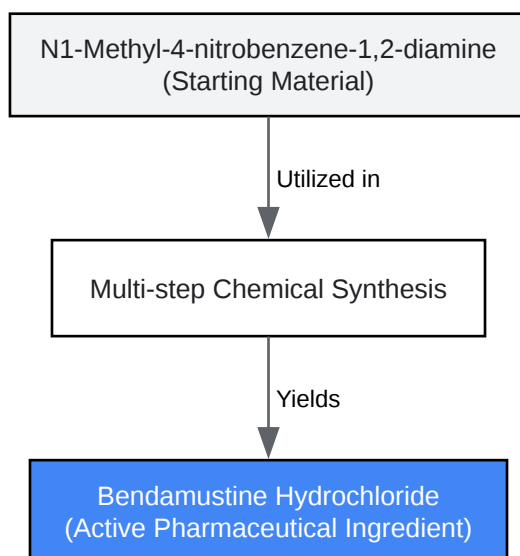 N1-Methyl-4-nitrobenzene-1,2-diamine
(Starting Material)
Utilized in
Multi-step Chemical Synthesis
Yields
Bendamustine Hydrochloride
(Active Pharmaceutical Ingredient)